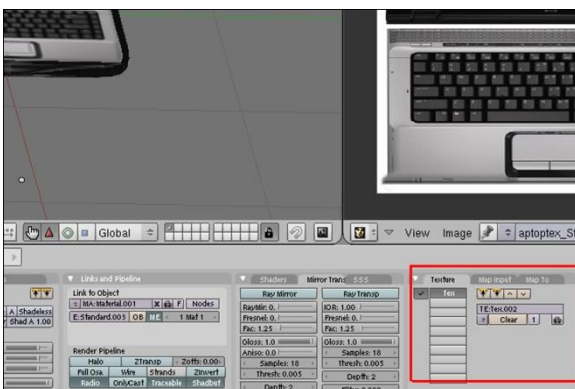 Global
View Image aptoptex_St
Links and Pipeline
Link to Object
MA:Material.001 X F Nodes
E:Standard.003 OB ME 1 Mat 1
Render Pipeline
Halo ZTransp Zoffs: 0.00
Full Osa Wire Strands ZInvert
Radio OnlyCast Traceable Shadbuf
A Shadeless
Shad A 1.00
Shaders Mirror Trans SSS
Ray Mirror Ray Transp
RayMir: 0. IOR: 1.00
Fresnel: 0. Fresnel: 0.
Fac: 1.25 Fac: 1.25
Gloss: 1.0 Gloss: 1.0
Aniso: 0.0 Samples: 18
Samples: 18 Thresh: 0.005
Thresh: 0.005 Depth: 2
Depth: 2
Texture Map Input Map To
Tex
TE:Tex.002
Clear 1